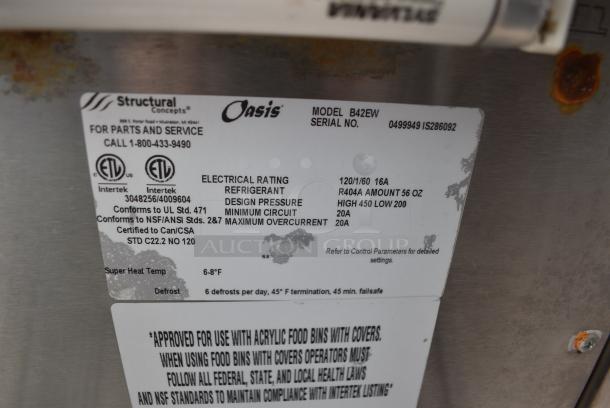 SYLVANIA
Structural
Concepts®
Oasis®
MODEL B42EW
SERIAL NO. 0499949 IS286092
FOR PARTS AND SERVICE
CALL 1-800-433-9490
ETL
ETL
Intertek
Intertek
3048256/4009604
Conforms to UL Std. 471
Conforms to NSF/ANSI Stds. 2&7
Certified to Can/CSA
STD C22.2 NO 120
ELECTRICAL RATING 120/1/60 16A
REFRIGERANT R404A AMOUNT 56 OZ
DESIGN PRESSURE HIGH 450 LOW 200
MINIMUM CIRCUIT 20A
MAXIMUM OVERCURRENT 20A
AUCTION GROUP
Refer to Control Parameters for detailed
settings.
Super Heat Temp 6-8°F
Defrost 6 defrosts per day, 45° F termination, 45 min. failsafe
"APPROVED FOR USE WITH ACRYLIC FOOD BINS WITH COVERS.
WHEN USING FOOD BINS WITH COVERS OPERATORS MUST
FOLLOW ALL FEDERAL, STATE, AND LOCAL HEALTH LAWS
AND NSF STANDARDS TO MAINTAIN COMPLIANCE WITH INTERTEK LISTING"